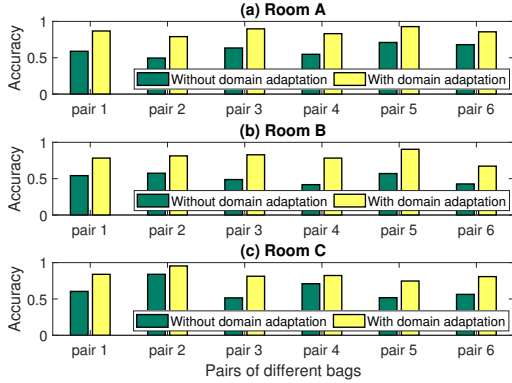 (a) Room A
Accuracy
1
0.5
0
Without domain adaptation With domain adaptation
pair 1 pair 2 pair 3 pair 4 pair 5 pair 6
(b) Room B
Accuracy
1
0.5
0
Without domain adaptation With domain adaptation
pair 1 pair 2 pair 3 pair 4 pair 5 pair 6
(c) Room C
Accuracy
1
0.5
0
Without domain adaptation With domain adaptation
pair 1 pair 2 pair 3 pair 4 pair 5 pair 6
Pairs of different bags